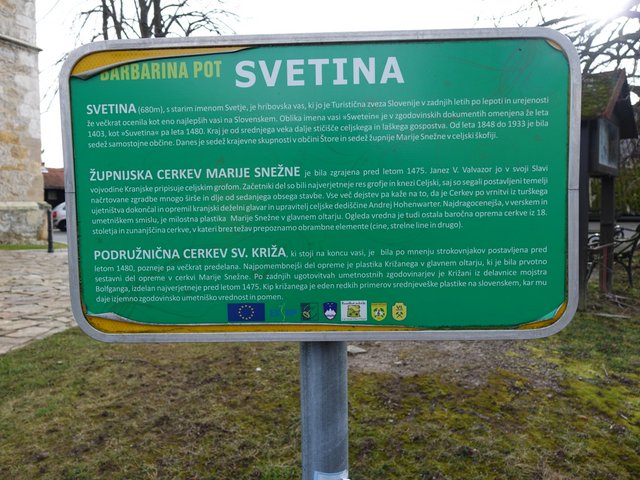 BARBARINA POT SVETINA
SVETINA (680m), s starim imenom Svetje, je hribovska vas, ki jo je Turistična zveza Slovenije v zadnjih letih po lepoti in urejenosti
že večkrat ocenila kot eno najlepših vasi na Slovenskem. Oblika imena vasi »Swetein« je v zgodovinskih dokumentih omenjena že leta
1403, kot »Suvetina« pa leta 1480. Kraj je od srednjega veka dalje stičišče celjskega in laškega gospostva. Od leta 1848 do 1933 je bila
sedež samostojne občine. Danes je sedež krajevne skupnosti v občini Štore in sedež župnije Marije Snežne v celjski škofiji.
ŽUPNIJSKA CERKEV MARIJE SNEŽNE je bila zgrajena pred letom 1475. Janez V. Valvazor jo v svoji Slavi
vojvodine Kranjske pripisuje celjskim grofom. Začetniki del so bili najverjetneje res grofje in knezi Celjski, saj so segali postavljeni temelji
načrtovane zgradbe mnogo širše in dlje od sedanjega obsega stavbe. Vse več dejstev pa kaže na to, da je Cerkev po vrnitvi iz turškega
ujetništva dokončal in opremil kranjski deželni glavar in upravitelj celjske dediščine Andrej Hohenwarter. Najdragocenejša, v verskem in
umetniškem smislu, je milostna plastika Marije Snežne v glavnem oltarju. Ogleda vredna je tudi ostala baročna oprema cerkve iz 18.
stoletja in zunanjščina cerkve, v kateri brez težav prepoznamo obrambne elemente (cine, strelne line in drugo).
PODRUŽNIČNA CERKEV SV. KRIŽA, ki stoji na koncu vasi, je bila po mnenju strokovnjakov postavljena pred
letom 1480, pozneje pa večkrat predelana. Najpomembnejši del opreme je plastika Križanega v glavnem oltarju, ki je bila prvotno
sestavni del opreme v cerkvi Marije Snežne. Po zadnjih ugotovitvah umetnostnih zgodovinarjev je Križani iz delavnice mojstra
Bolfganga, izdelan najverjetneje pred letom 1475. Kip križanega je eden redkih primerov srednjeveške plastike na slovenskem, kar mu
daje izjemno zgodovinsko umetniško vrednost in pomen.